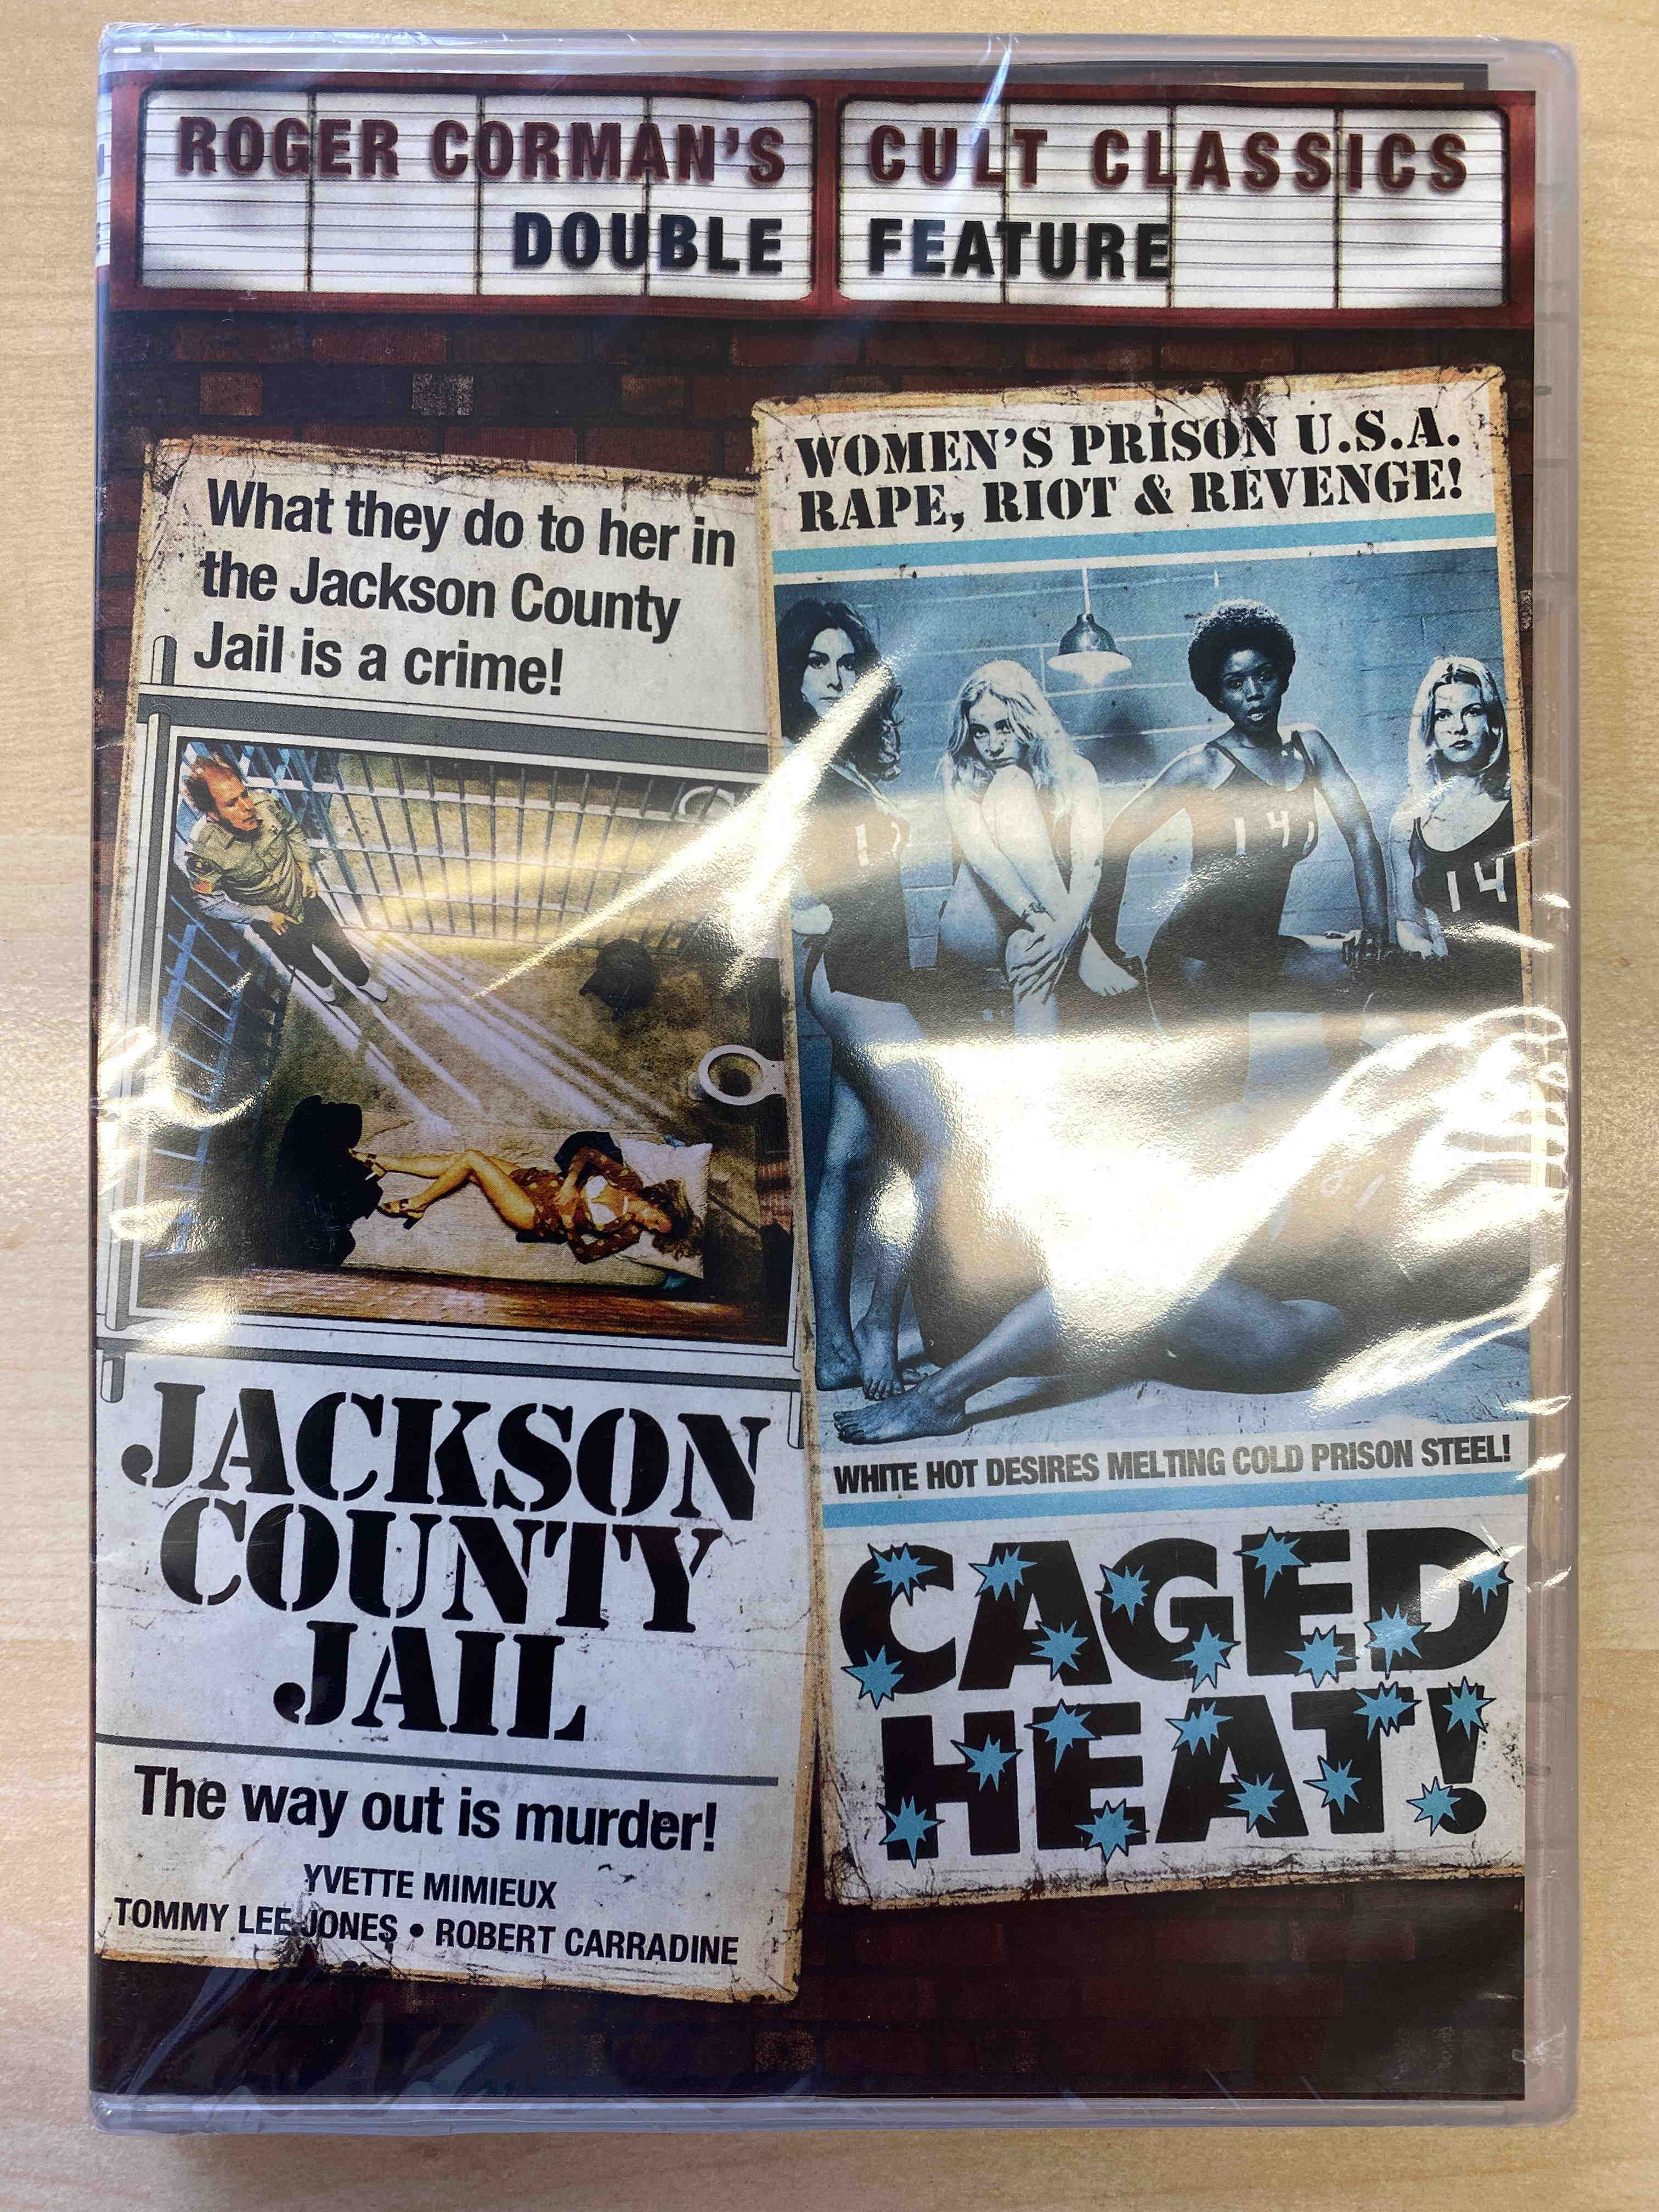 ROGER CORMAN'S CULT CLASSICS
DOUBLE FEATURE
What they do to her in
the Jackson County
Jail is a crime!
JACKSON
COUNTY
JAIL
The way out is murder!
YVETTE MIMIEUX
TOMMY LEE JONES • ROBERT CARRADINE
WOMEN'S PRISON U.S.A.
RAPE, RIOT & REVENGE!
14
14
WHITE HOT DESIRES MELTING COLD PRISON STEEL!
CAGED
HEAT!